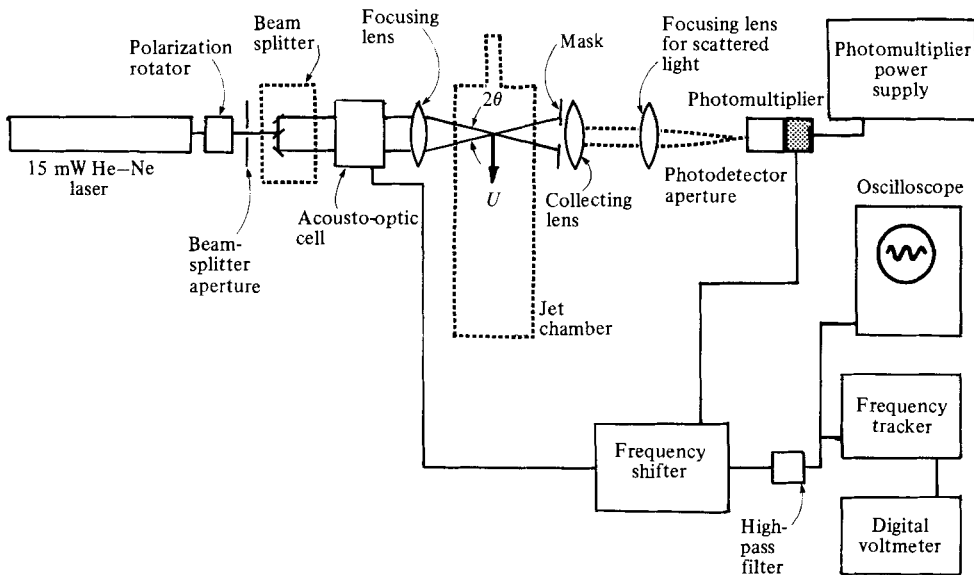 Beam
splitter
Focusing
lens
Mask
Focusing lens
for scattered
light
Polarization
rotator
Photomultiplier
Photomultiplier
power
supply
2θ
15 mW He–Ne
laser
U
Photodetector
aperture
Collecting
lens
Acousto-optic
cell
Beam-
splitter
aperture
Oscilloscope
Jet
chamber
Frequency
shifter
Frequency
tracker
High-
pass
filter
Digital
voltmeter